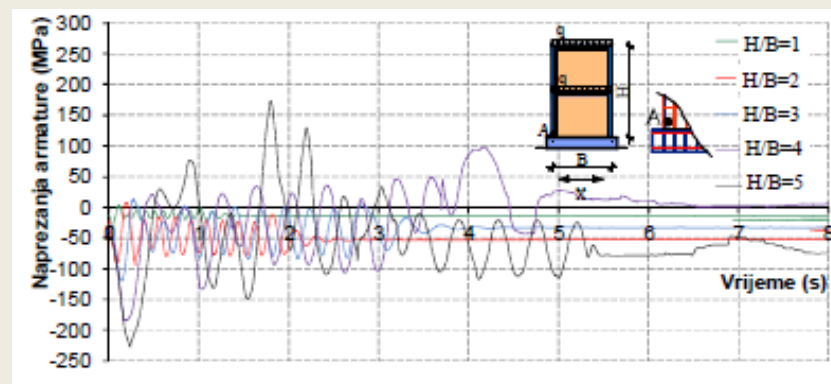 Naprezanja armature (MPa)
300
250
200
150
100
50
0
-50
-100
-150
-200
-250
0 1 2 3 4 5 6 7 8
Vrijeme (s)
H/B=1
H/B=2
H/B=3
H/B=4
H/B=5
q
q
H
A
B
X
A